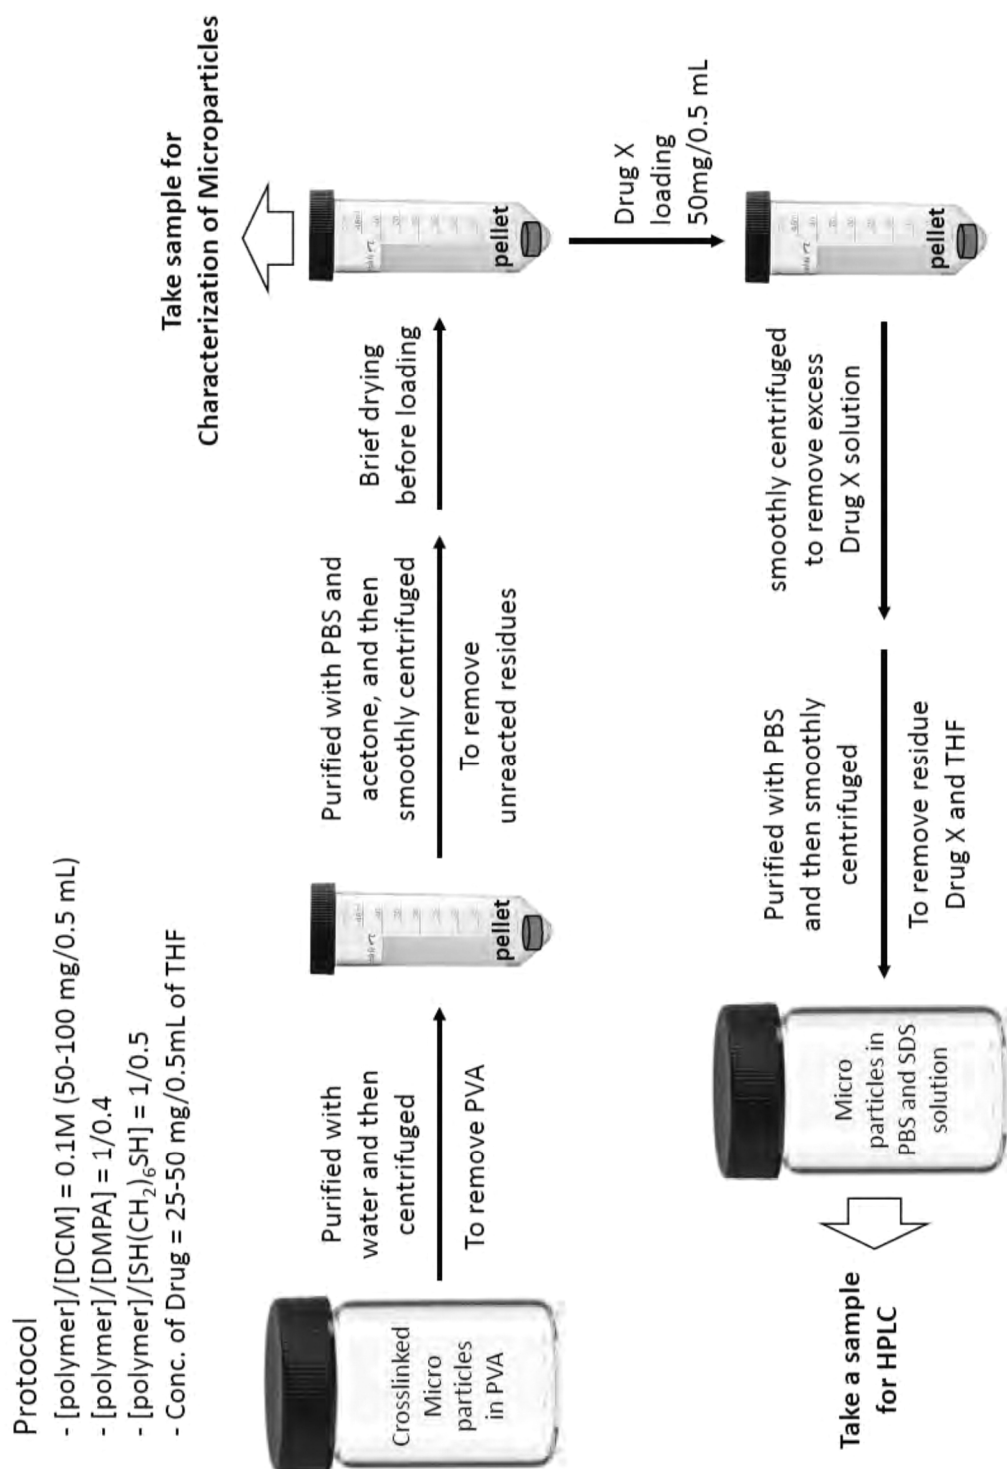 Protocol
- [polymer]/[DCM] = 0.1M (50-100 mg/0.5 mL)
- [polymer]/[DMPA] = 1/0.4
- [polymer]/[SH(CH₂)₆SH] = 1/0.5
- Conc. of Drug = 25-50 mg/0.5mL of THF
Take sample for
Characterization of Microparticles
Crosslinked
Micro
particles
in PVA
Purified with
water and then
centrifuged
To remove PVA
pellet
Purified with PBS and
acetone, and then
smoothly centrifuged
To remove
unreacted residues
Brief drying
before loading
pellet
Drug X
loading
50mg/0.5 mL
pellet
smoothly centrifuged
to remove excess
Drug X solution
Purified with PBS
and then smoothly
centrifuged
To remove residue
Drug X and THF
Micro
particles in
PBS and SDS
solution
Take a sample
for HPLC